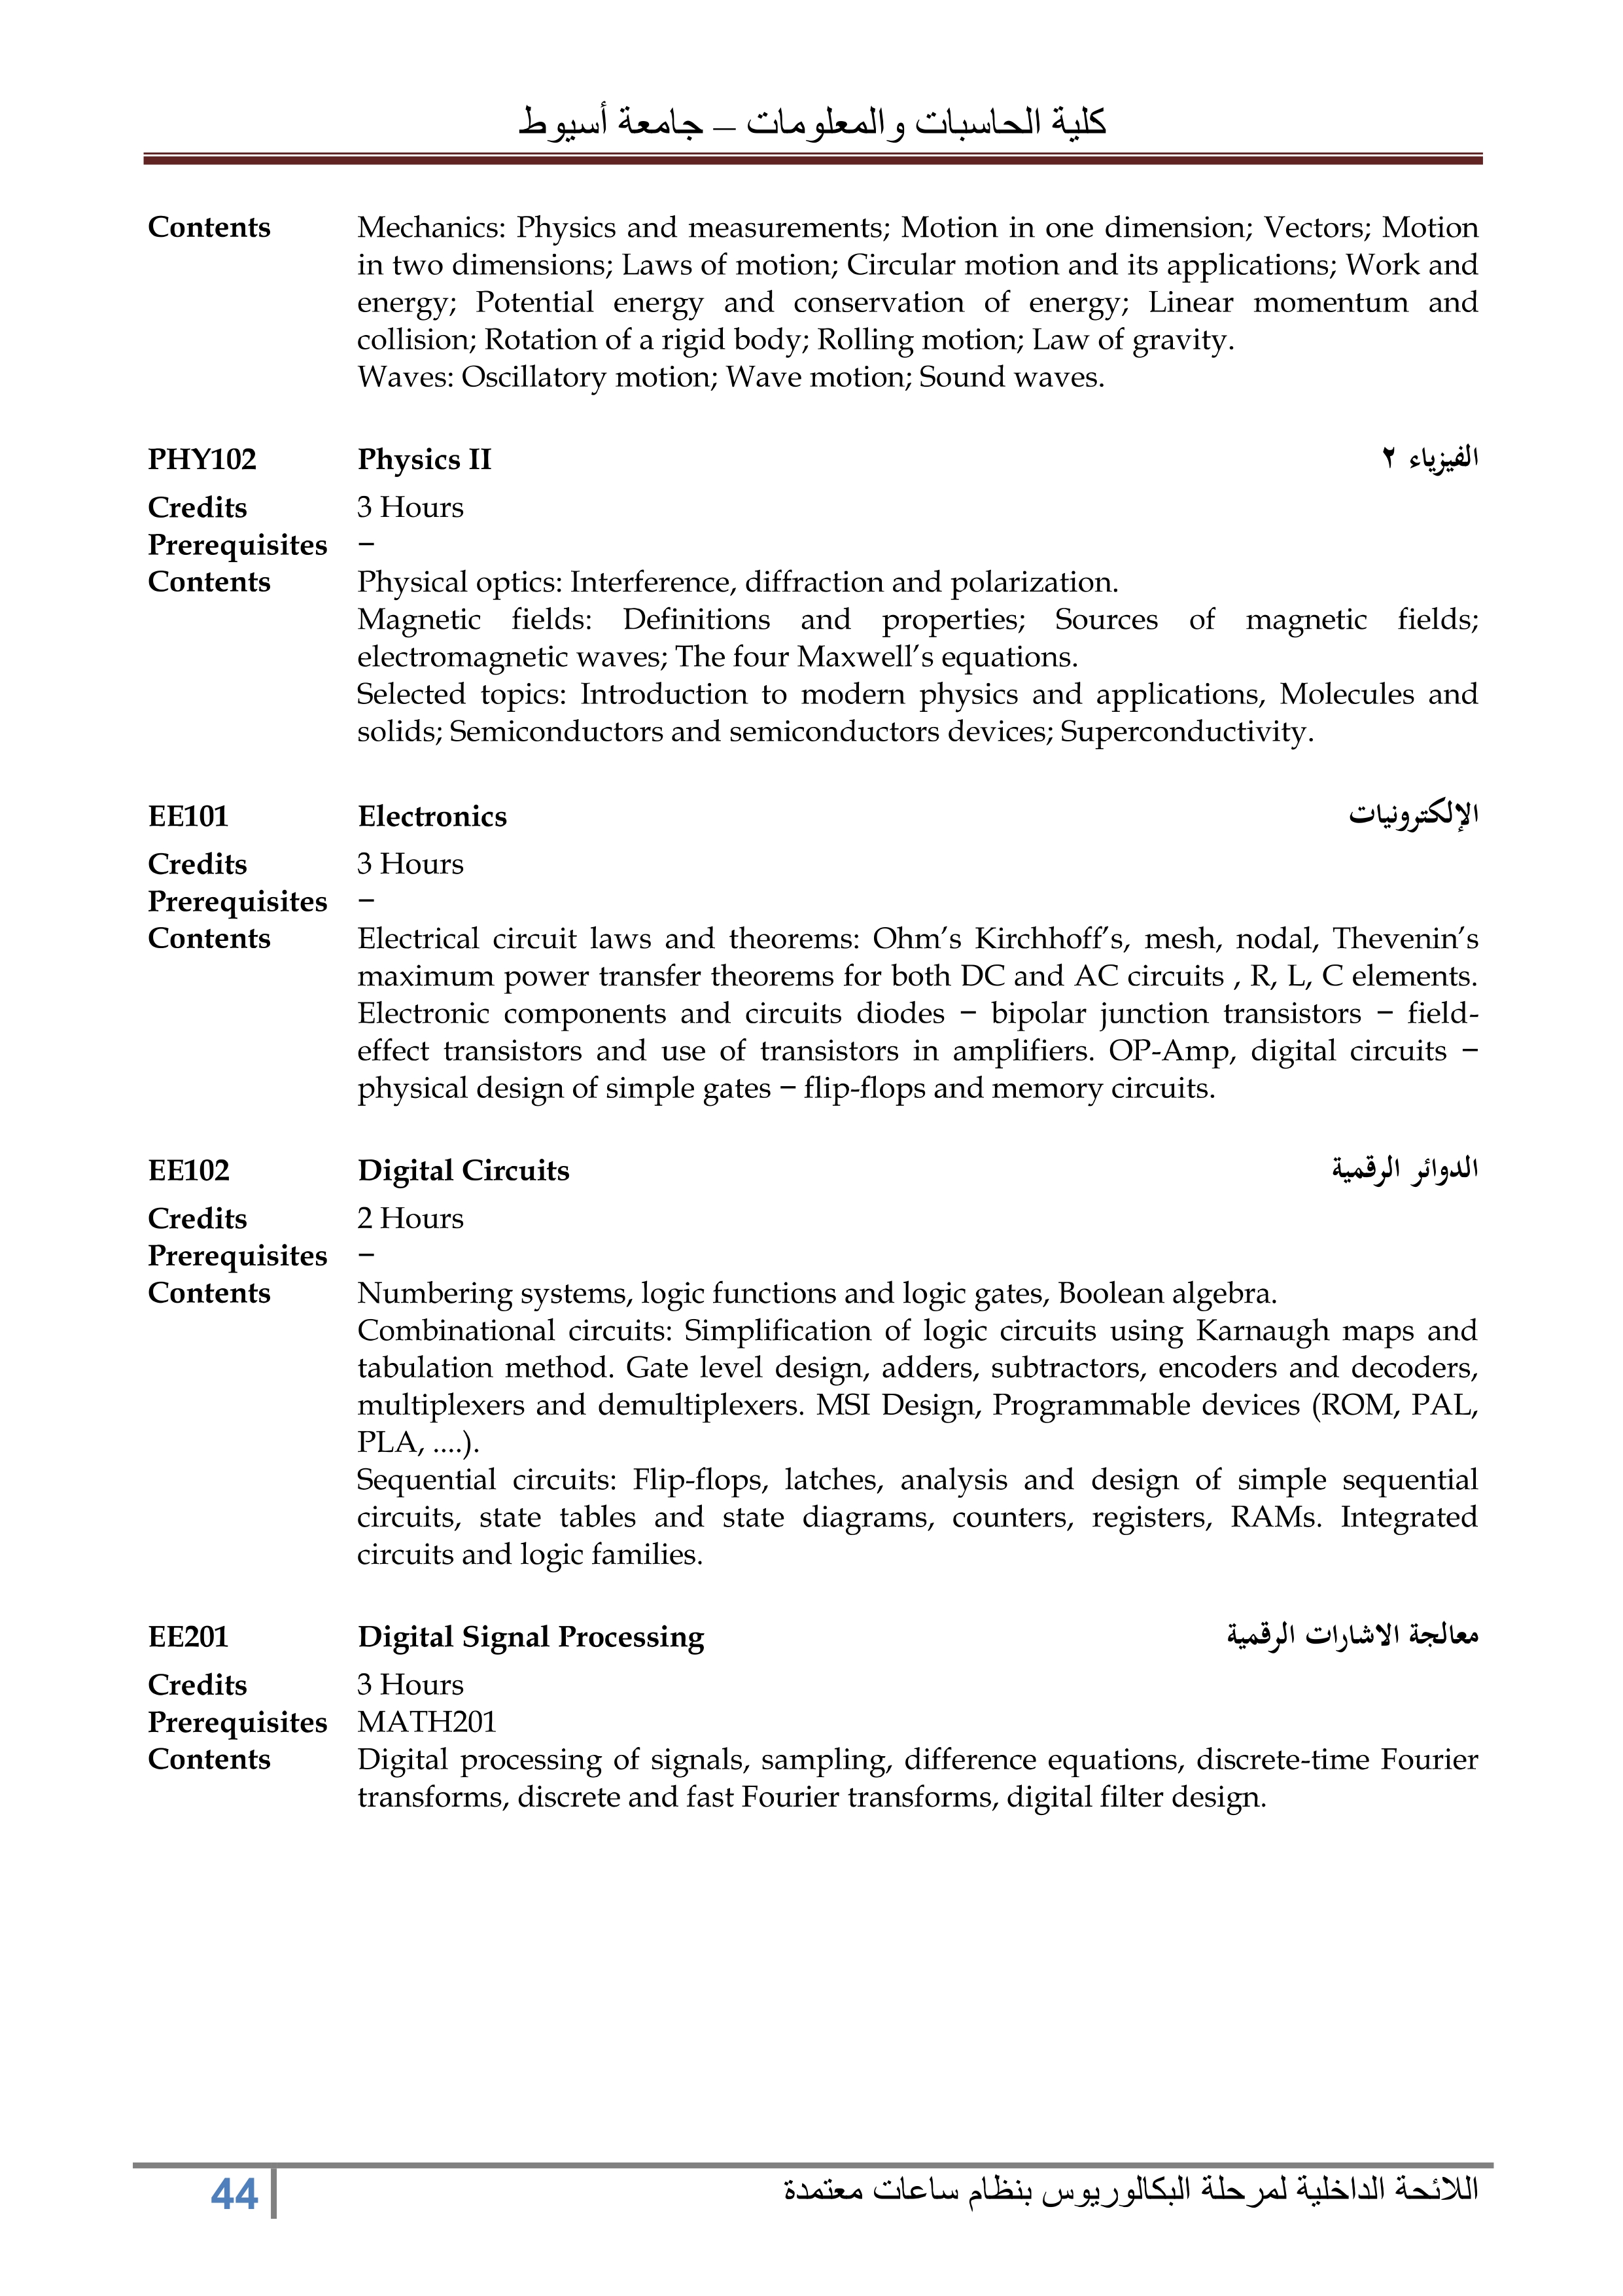 كلية الحاسبات والمعلومات – جامعة أسيوط
Contents Mechanics: Physics and measurements; Motion in one dimension; Vectors; Motion
in two dimensions; Laws of motion; Circular motion and its applications; Work and
energy; Potential energy and conservation of energy; Linear momentum and
collision; Rotation of a rigid body; Rolling motion; Law of gravity.
Waves: Oscillatory motion; Wave motion; Sound waves.
PHY102 Physics II الفيزياء ٢
Credits 3 Hours
Prerequisites −
Contents Physical optics: Interference, diffraction and polarization.
Magnetic fields: Definitions and properties; Sources of magnetic fields;
electromagnetic waves; The four Maxwell’s equations.
Selected topics: Introduction to modern physics and applications, Molecules and
solids; Semiconductors and semiconductors devices; Superconductivity.
EE101 Electronics الإلكترونيات
Credits 3 Hours
Prerequisites −
Contents Electrical circuit laws and theorems: Ohm’s Kirchhoff’s, mesh, nodal, Thevenin’s
maximum power transfer theorems for both DC and AC circuits , R, L, C elements.
Electronic components and circuits diodes − bipolar junction transistors − field-
effect transistors and use of transistors in amplifiers. OP-Amp, digital circuits −
physical design of simple gates − flip-flops and memory circuits.
EE102 Digital Circuits الدوائر الرقمية
Credits 2 Hours
Prerequisites −
Contents Numbering systems, logic functions and logic gates, Boolean algebra.
Combinational circuits: Simplification of logic circuits using Karnaugh maps and
tabulation method. Gate level design, adders, subtractors, encoders and decoders,
multiplexers and demultiplexers. MSI Design, Programmable devices (ROM, PAL,
PLA, ....).
Sequential circuits: Flip-flops, latches, analysis and design of simple sequential
circuits, state tables and state diagrams, counters, registers, RAMs. Integrated
circuits and logic families.
EE201 Digital Signal Processing معالجة الاشارات الرقمية
Credits 3 Hours
Prerequisites MATH201
Contents Digital processing of signals, sampling, difference equations, discrete-time Fourier
transforms, discrete and fast Fourier transforms, digital filter design.
44 اللائحة الداخلية لمرحلة البكالوريوس بنظام ساعات معتمدة